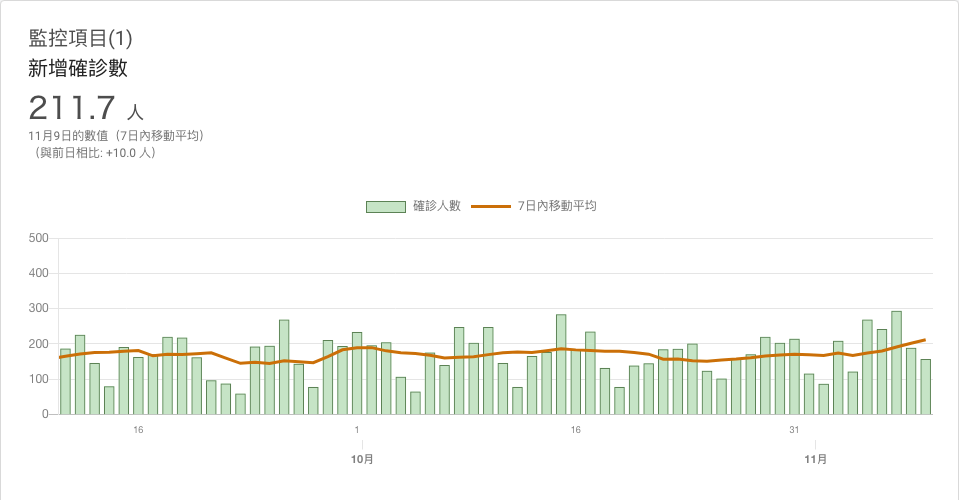 監控項目(1)
新增確診數
211.7 人
11月9日的數值（7日內移動平均）
（與前日相比: +10.0 人）
確診人數 7日內移動平均
500
400
300
200
100
0
16 1 16 31
10月 11月